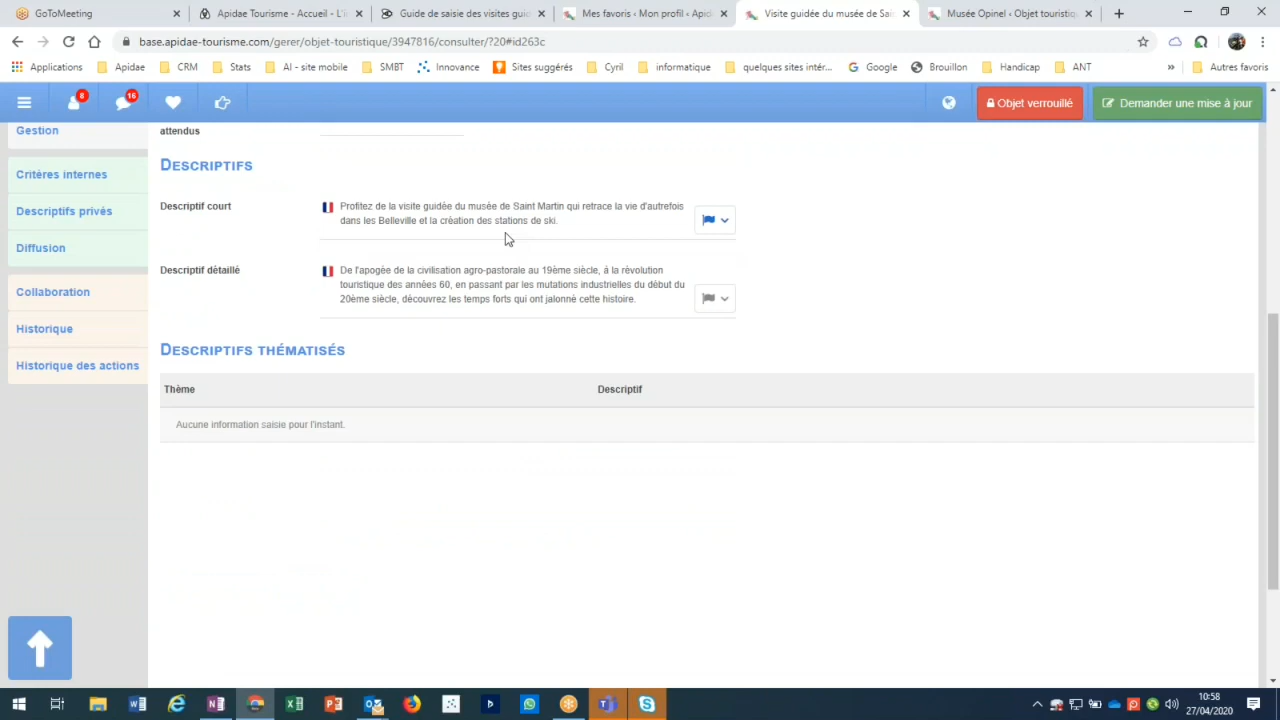 GoToMeeting
Apidae Tourisme - Accueil - L'i
Guide de saisie des visites gui
Mes favoris ‹ Mon profil ‹ Apid
Visite guidée du musée de Sai
Musée Opinel ‹ Objet touristiq
base.apidae-tourisme.com/gerer/objet-touristique/3947816/consulter/?20#id263c
Applications
Apidae
CRM
Stats
AI - site mobile
SMBT
Innovance
Sites suggérés
Cyril
informatique
quelques sites intér...
Google
Brouillon
Handicap
ANT
»
Autres favoris
8
16
Objet verrouillé
Demander une mise à jour
Gestion
Critères internes
Descriptifs privés
Diffusion
Collaboration
Historique
Historique des actions
attendus
Descriptifs
Descriptif court
Profitez de la visite guidée du musée de Saint Martin qui retrace la vie d'autrefois
dans les Belleville et la création des stations de ski.
Descriptif détaillé
De l'apogée de la civilisation agro-pastorale au 19ème siècle, à la révolution
touristique des années 60, en passant par les mutations industrielles du début du
20ème siècle, découvrez les temps forts qui ont jalonné cette histoire.
Descriptifs thématisés
Thème
Descriptif
Aucune information saisie pour l'instant.
10:58
27/04/2020